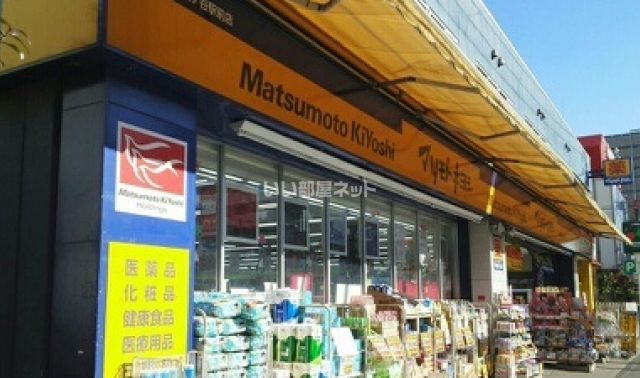 Matsumoto KiYoshi
マツモトキヨシ
いい部屋ネット
Matsumoto KiYoshi
Holdings
医薬品
化粧品
健康食品
医療用品
薬